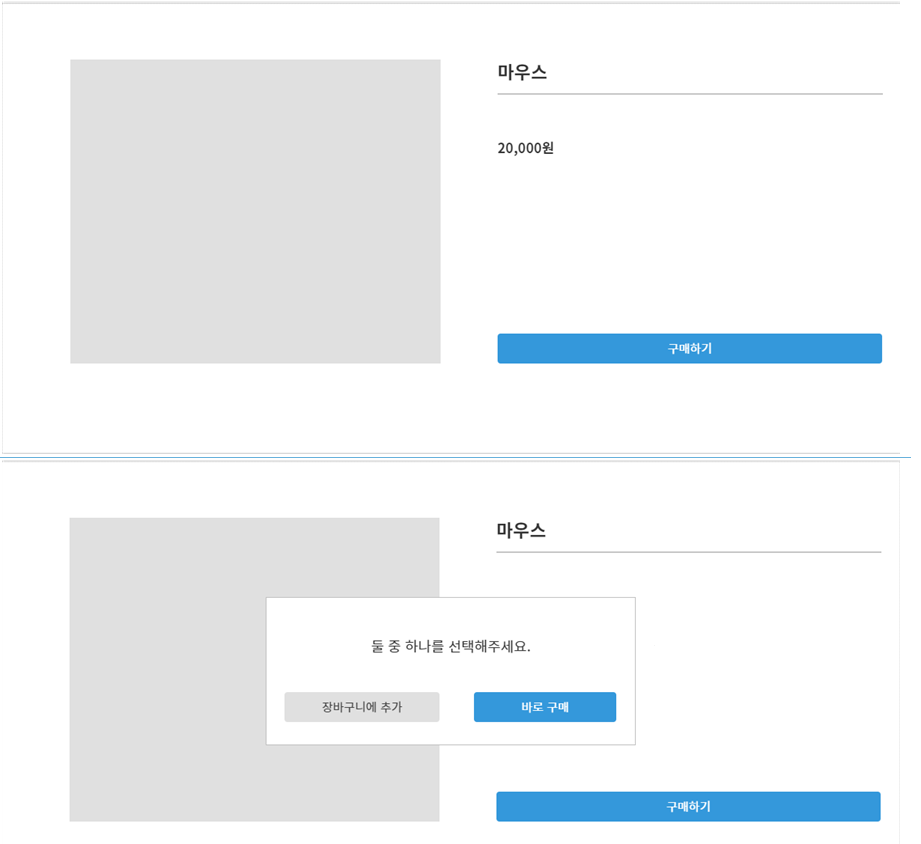 마우스
20,000원
구매하기
마우스
둘 중 하나를 선택해주세요.
장바구니에 추가
바로 구매
구매하기